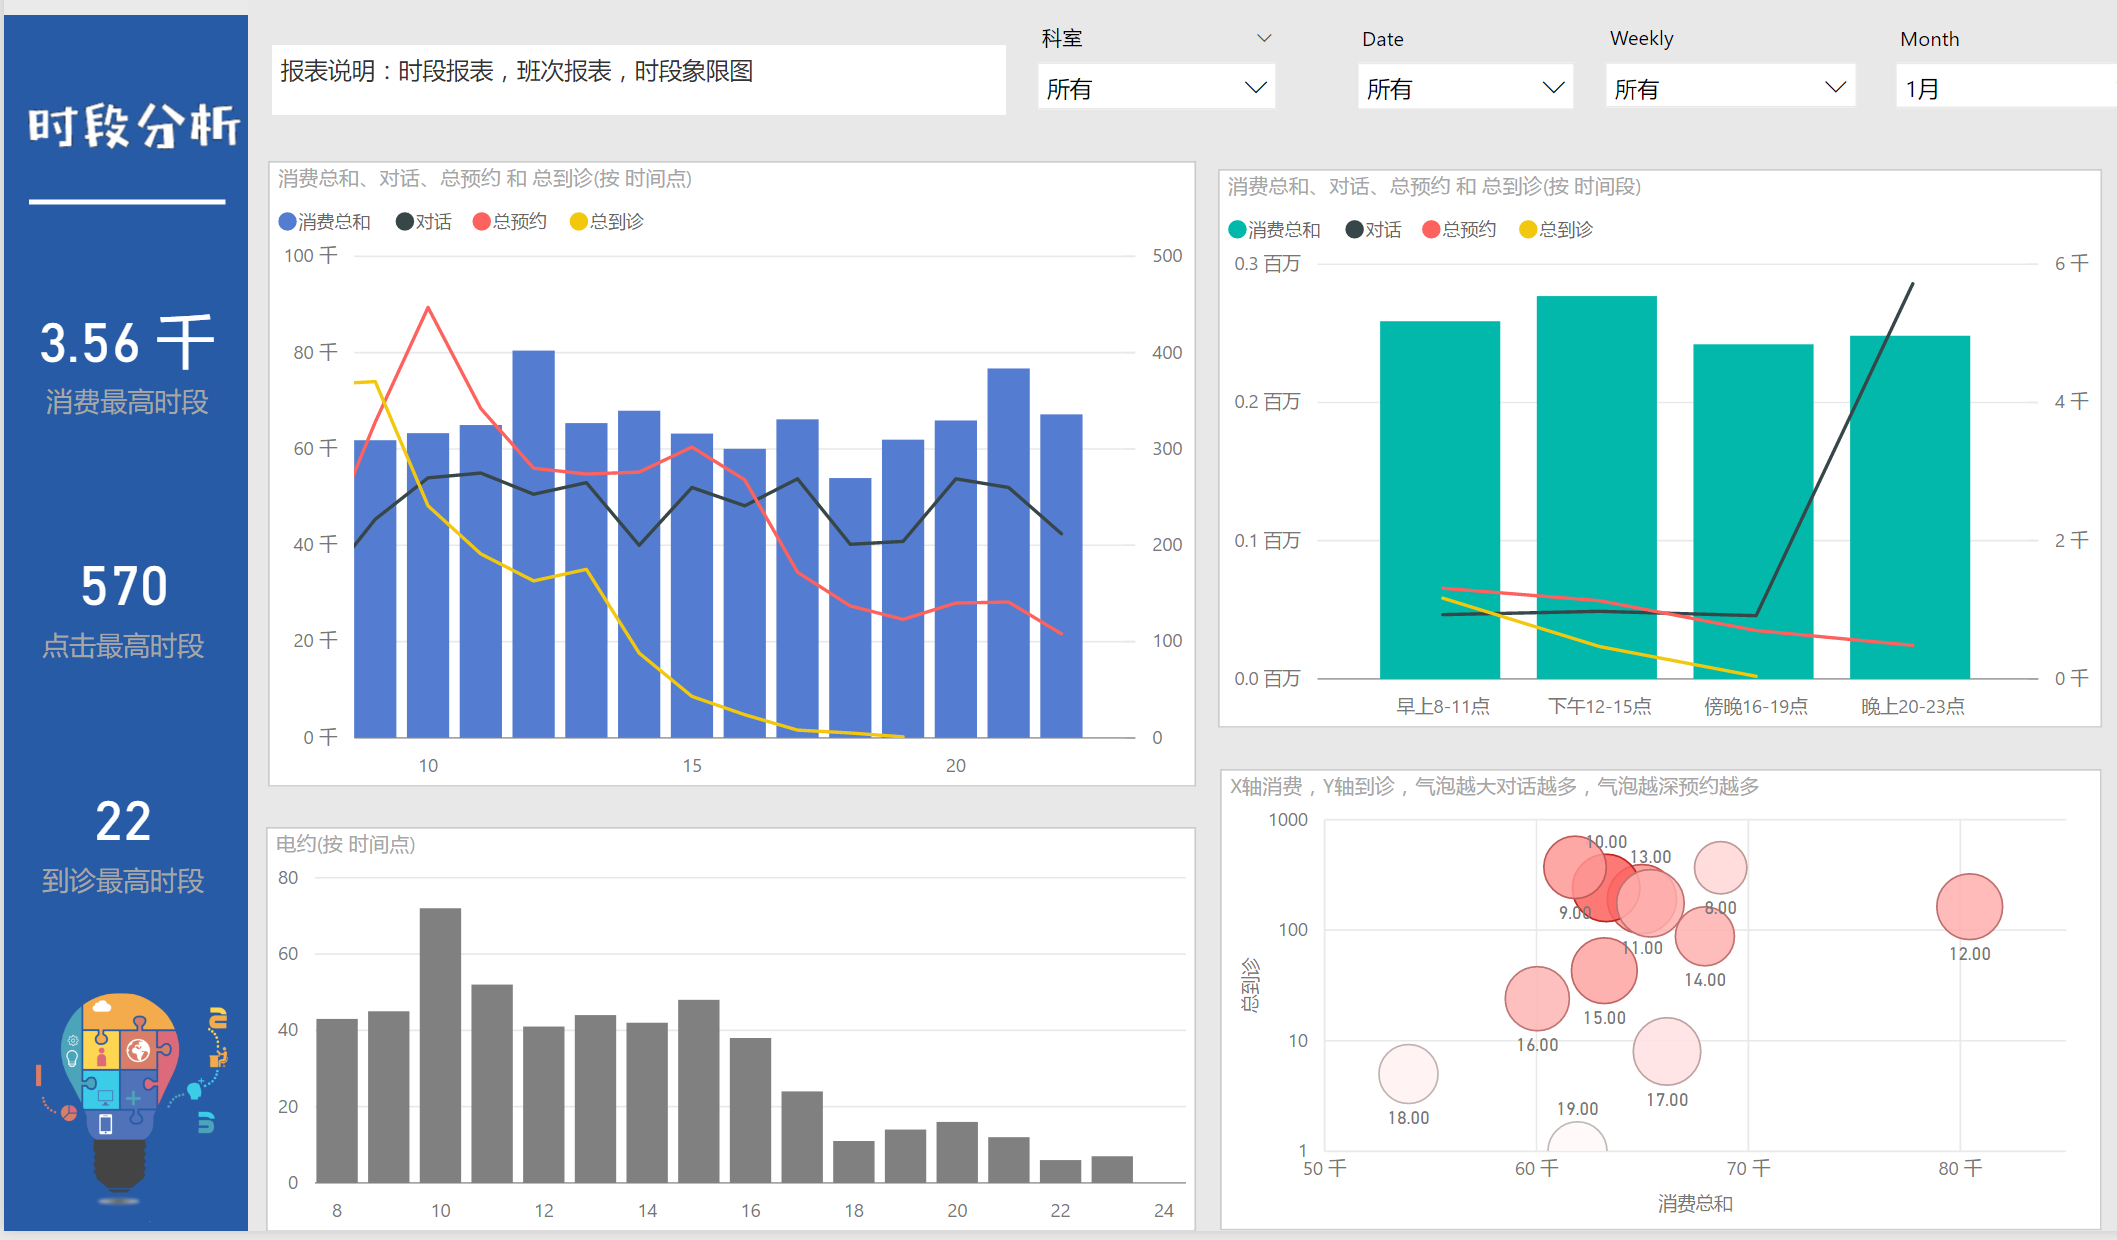 时段分析
3.56 千
消费最高时段
570
点击最高时段
22
到诊最高时段
报表说明：时段报表，班次报表，时段象限图
科室
所有
Date
所有
Weekly
所有
Month
1月
消费总和、对话、总预约 和 总到诊(按 时间点)
消费总和 对话 总预约 总到诊
100 千
80 千
60 千
40 千
20 千
0 千
500
400
300
200
100
0
10 15 20
消费总和、对话、总预约 和 总到诊(按 时间段)
消费总和 对话 总预约 总到诊
0.3 百万
0.2 百万
0.1 百万
0.0 百万
6 千
4 千
2 千
0 千
早上8-11点 下午12-15点 傍晚16-19点 晚上20-23点
电约(按 时间点)
80
60
40
20
0
8 10 12 14 16 18 20 22 24
X轴消费，Y轴到诊，气泡越大对话越多，气泡越深预约越多
总到诊
1000
100
10
1
10.00
13.00
9.00
8.00
11.00
12.00
14.00
15.00
16.00
17.00
19.00
18.00
50 千 60 千 70 千 80 千
消费总和